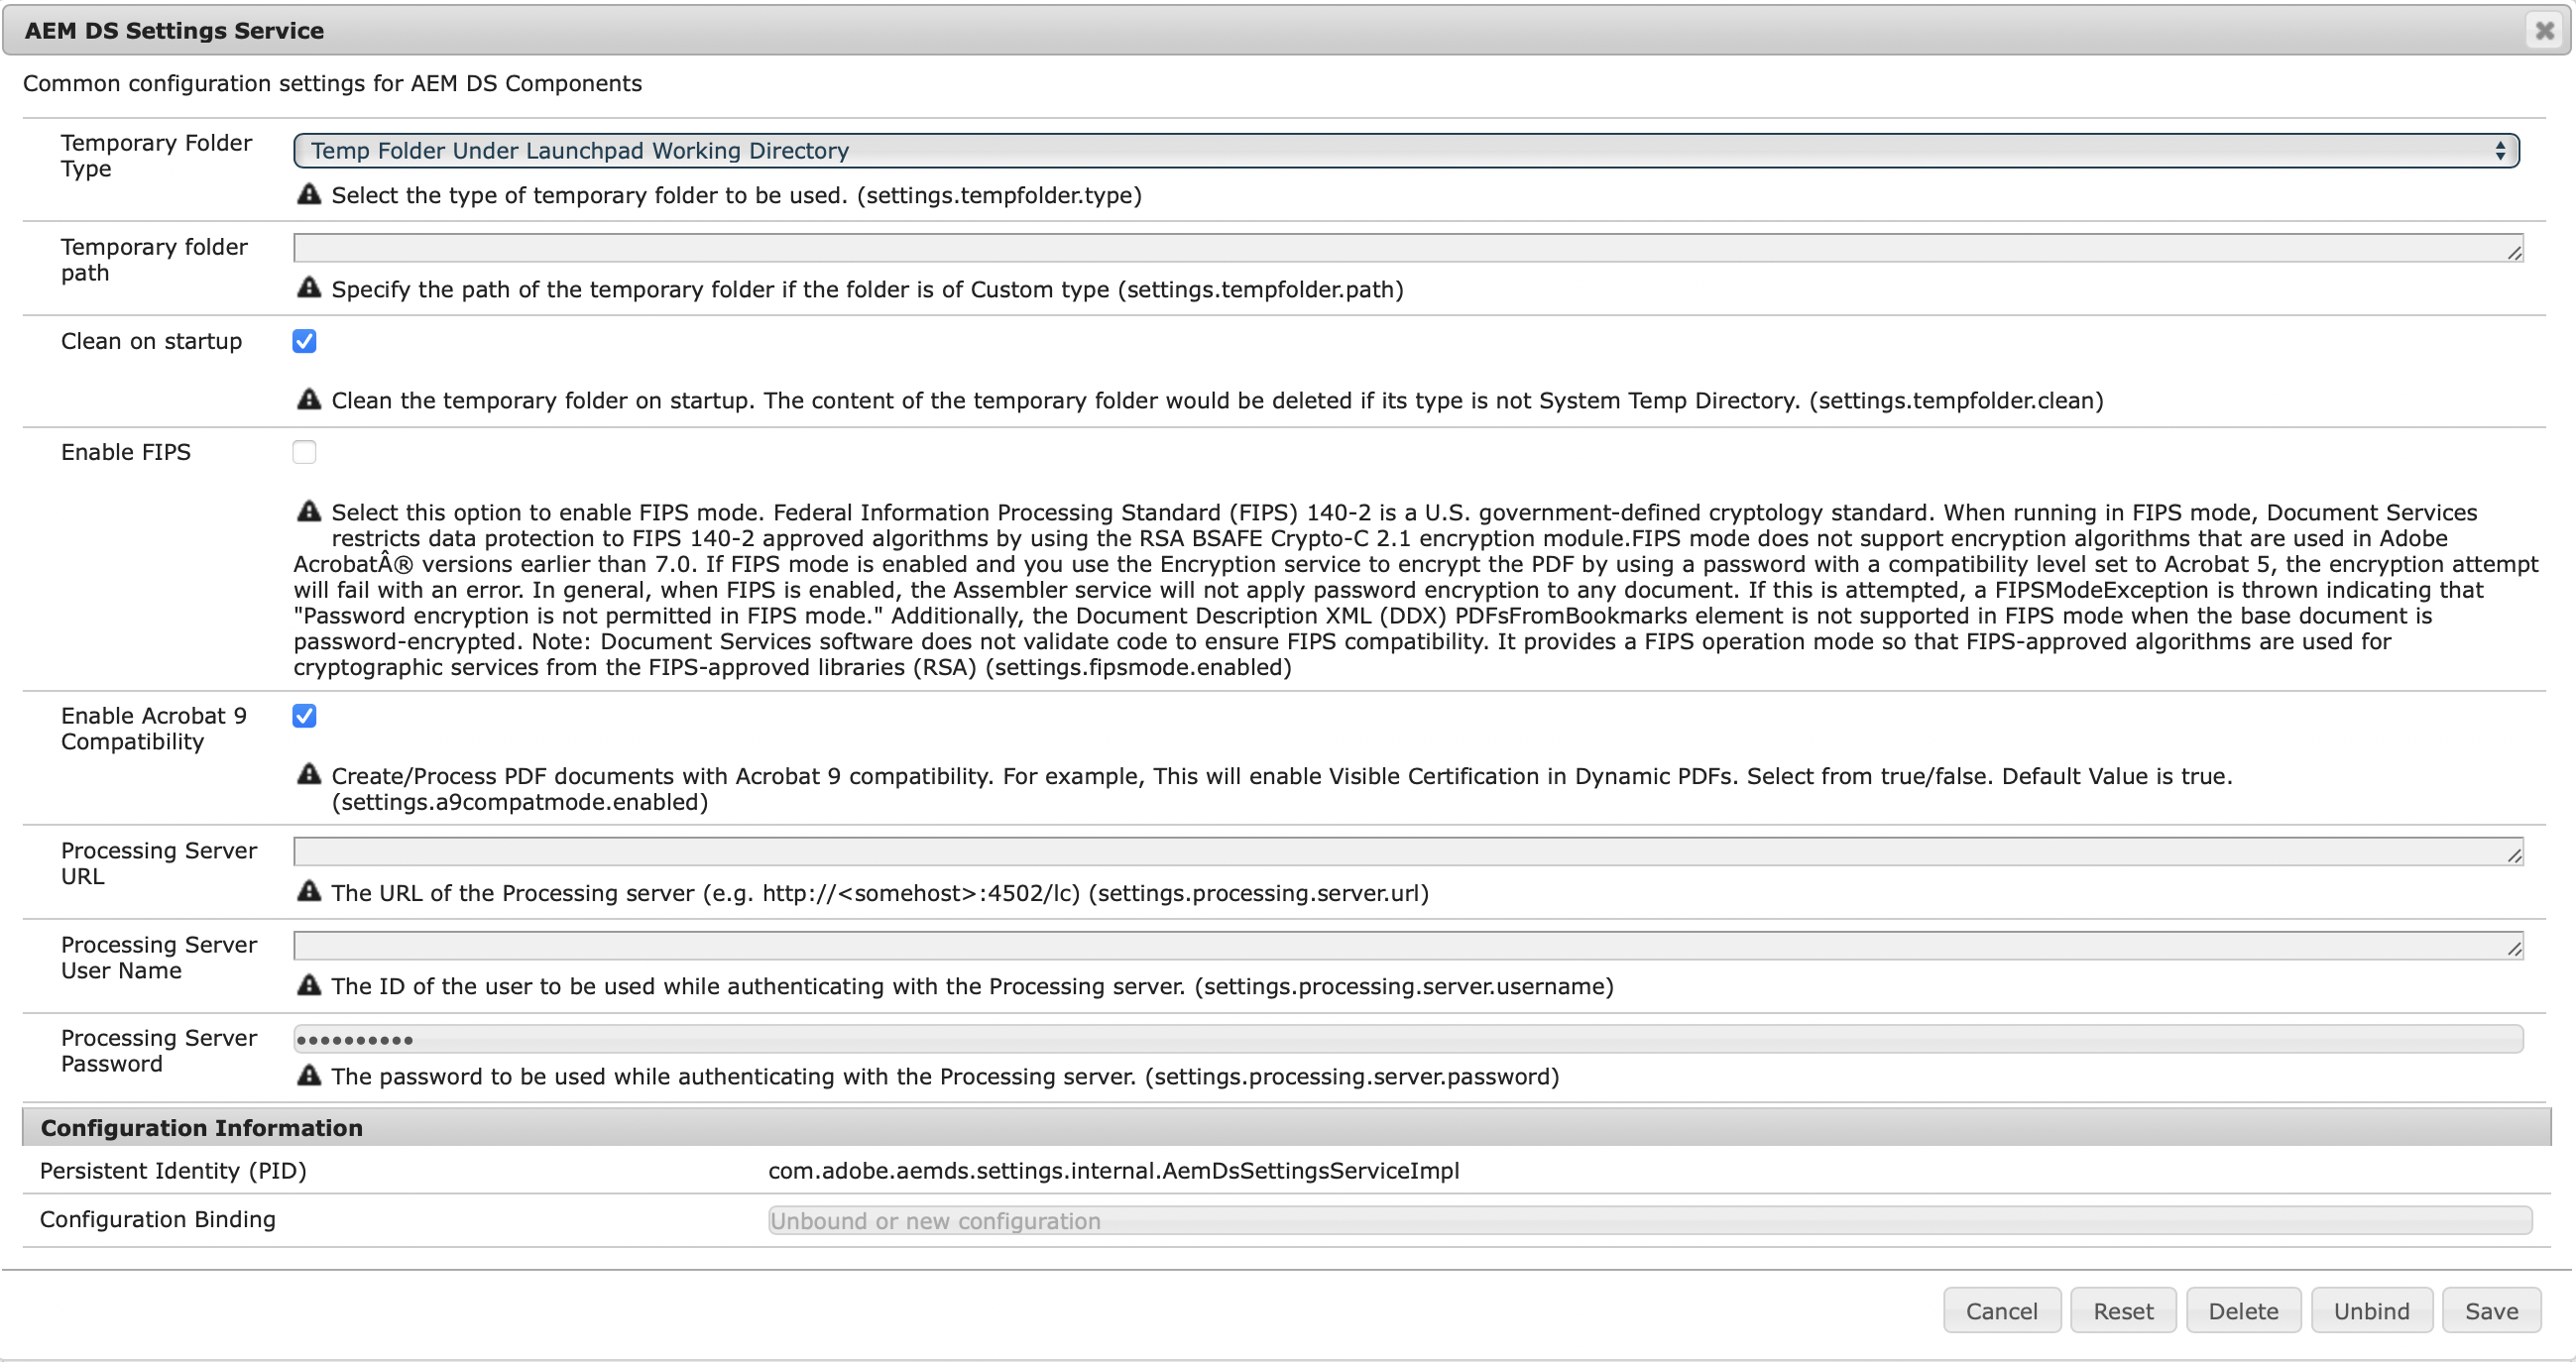 AEM DS Settings Service
Common configuration settings for AEM DS Components
Temporary Folder
Type
Temp Folder Under Launchpad Working Directory
Select the type of temporary folder to be used. (settings.tempfolder.type)
Temporary folder
path
Specify the path of the temporary folder if the folder is of Custom type (settings.tempfolder.path)
Clean on startup
Clean the temporary folder on startup. The content of the temporary folder would be deleted if its type is not System Temp Directory. (settings.tempfolder.clean)
Enable FIPS
Select this option to enable FIPS mode. Federal Information Processing Standard (FIPS) 140-2 is a U.S. government-defined cryptology standard. When running in FIPS mode, Document Services
restricts data protection to FIPS 140-2 approved algorithms by using the RSA BSAFE Crypto-C 2.1 encryption module.FIPS mode does not support encryption algorithms that are used in Adobe
AcrobatÂ® versions earlier than 7.0. If FIPS mode is enabled and you use the Encryption service to encrypt the PDF by using a password with a compatibility level set to Acrobat 5, the encryption attempt
will fail with an error. In general, when FIPS is enabled, the Assembler service will not apply password encryption to any document. If this is attempted, a FIPSModeException is thrown indicating that
"Password encryption is not permitted in FIPS mode." Additionally, the Document Description XML (DDX) PDFsFromBookmarks element is not supported in FIPS mode when the base document is
password-encrypted. Note: Document Services software does not validate code to ensure FIPS compatibility. It provides a FIPS operation mode so that FIPS-approved algorithms are used for
cryptographic services from the FIPS-approved libraries (RSA) (settings.fipsmode.enabled)
Enable Acrobat 9
Compatibility
Create/Process PDF documents with Acrobat 9 compatibility. For example, This will enable Visible Certification in Dynamic PDFs. Select from true/false. Default Value is true.
(settings.a9compatmode.enabled)
Processing Server
URL
The URL of the Processing server (e.g. http://<somehost>:4502/lc) (settings.processing.server.url)
Processing Server
User Name
The ID of the user to be used while authenticating with the Processing server. (settings.processing.server.username)
Processing Server
Password
••••••••••
The password to be used while authenticating with the Processing server. (settings.processing.server.password)
Configuration Information
Persistent Identity (PID) com.adobe.aemds.settings.internal.AemDsSettingsServiceImpl
Configuration Binding Unbound or new configuration
Cancel Reset Delete Unbind Save